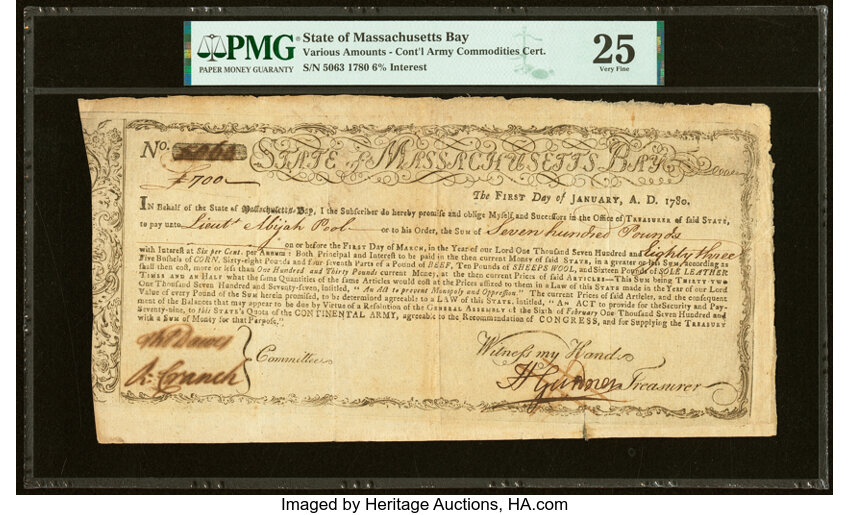 PMG
PAPER MONEY GUARANTY
State of Massachusetts Bay
Various Amounts - Cont'l Army Commodities Cert.
S/N 5063 1780 6% Interest
25
Very Fine
No.
STATE of MASSACHUSETTS BAY
£700
The FIRST Day of JANUARY, A. D. 1780.
IN Behalf of the State of Massachusetts-Bay, I the Subscriber do hereby promise and oblige Myself, and Successors in the Office of TREASURER of said STATE,
to pay unto Lieut Abijah Pool or to his Order, the Sum of Seven hundred Pounds
on or before the FIRST Day of MARCH, in the Year of our Lord One Thousand Seven Hundred and Eighty three
with Interest at Six per Cent. per Annum: Both Principal and Interest to be paid in the then current Money of said STATE, in a greater or less SUM, according as
Five Bushels of CORN, Sixty-eight Pounds and four seventh Parts of a Pound of BEEF, Ten Pounds of SHEEPS WOOL, and Sixteen Pounds of SOLE LEATHER
shall then cost, more or less than One Hundred and Thirty Pounds current Money, at the then current Prices of said ARTICLES—This SUM being THIRTY TWO
TIMES AND AN HALF what the same Quantities of the same Articles would cost at the Prices affixed to them in a Law of this STATE made in the Year of our Lord
One Thousand Seven Hundred and Seventy-seven, intitled, "An Act to prevent Monopoly and Oppression." The current Prices of said Articles, and the consequent
Value of every Pound of the Sum herein promised, to be determined agreeable to a LAW of this STATE, intitled, "An ACT to provide for the Security and Pay-
ment of the Balances that may appear to be due by Virtue of a Resolution of the GENERAL ASSEMBLY of the Sixth of February One Thousand Seven Hundred and
Seventy-nine, to this STATE's Quota of the CONTINENTAL ARMY, agreeable to the Recommendation of CONGRESS, and for Supplying the TREASURY
with a SUM of Money for that Purpose."
Thos Dawes
R. Cranch
Committee
Witness my Hand
H Gardner Treasurer
Imaged by Heritage Auctions, HA.com